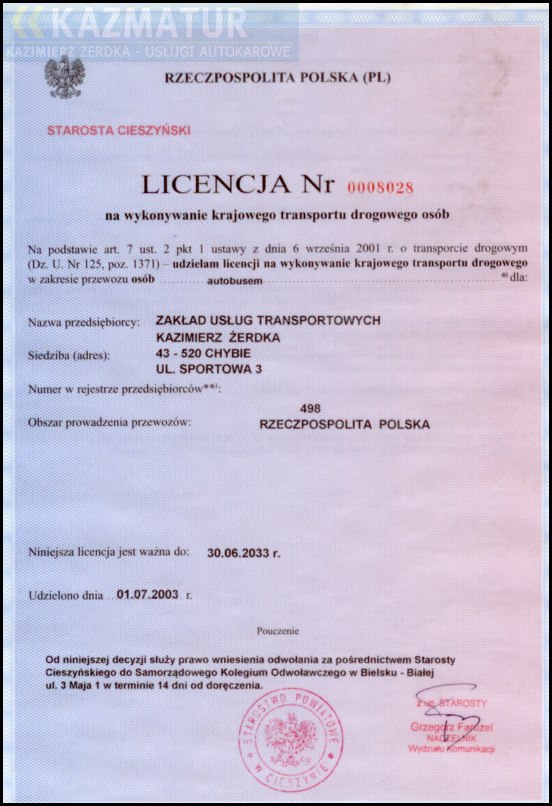 KAZMATUR
KAZIMIERZ ŻERDKA - USŁUGI AUTOKAROWE
RZECZPOSPOLITA POLSKA (PL)
STAROSTA CIESZYŃSKI
LICENCJA Nr 0008028
na wykonywanie krajowego transportu drogowego osób
Na podstawie art. 7 ust. 2 pkt 1 ustawy z dnia 6 września 2001 r. o transporcie drogowym
(Dz. U. Nr 125, poz. 1371) – udzielam licencji na wykonywanie krajowego transportu drogowego
w zakresie przewozu osób autobusem *) dla:
Nazwa przedsiębiorcy: ZAKŁAD USŁUG TRANSPORTOWYCH
KAZIMIERZ ŻERDKA
Siedziba (adres): 43 - 520 CHYBIE
UL. SPORTOWA 3
Numer w rejestrze przedsiębiorców**):
498
Obszar prowadzenia przewozów: RZECZPOSPOLITA POLSKA
Niniejsza licencja jest ważna do: 30.06.2033 r.
Udzielono dnia 01.07.2003 r.
Pouczenie
Od niniejszej decyzji służy prawo wniesienia odwołania za pośrednictwem Starosty
Cieszyńskiego do Samorządowego Kolegium Odwoławczego w Bielsku - Białej
ul. 3 Maja 1 w terminie 14 dni od doręczenia.
STAROSTWO POWIATOWE
W CIESZYNIE
z up. STAROSTY
Grzegorz
NACZELNIK
Wydziału Komunikacji